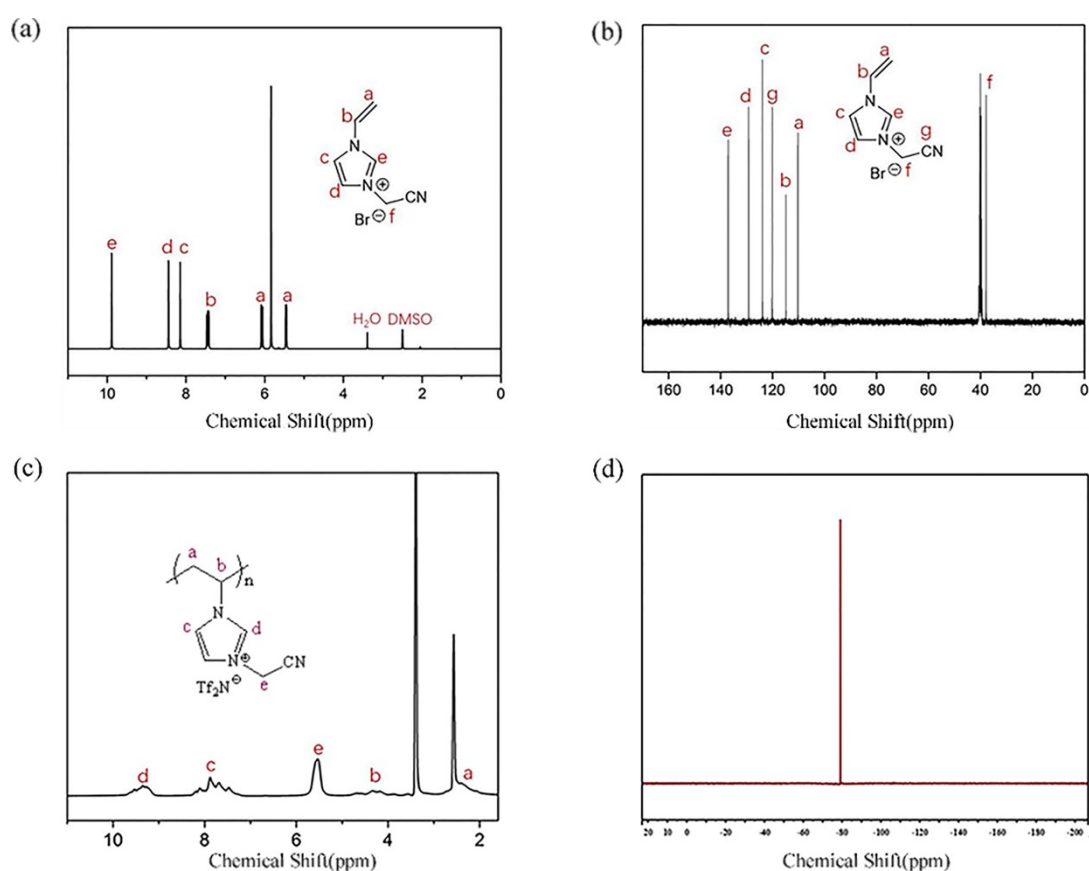 (a)
a
b
N
c
e
d
N
⊕
CN
Br⊖
f
e
d
c
b
a
a
H₂O
DMSO
10
8
6
4
2
0
Chemical Shift(ppm)
(b)
c
a
b
N
c
e
d
N
⊕
g
CN
Br⊖
f
e
d
g
b
a
f
160
140
120
100
80
60
40
20
0
Chemical Shift(ppm)
(c)
a
b
n
N
c
d
N
⊕
CN
Tf₂N⊖
e
d
c
e
b
a
10
8
6
4
2
Chemical Shift(ppm)
(d)
20
0
-20
-40
-60
-80
-100
-120
-140
-160
-180
-200
Chemical Shift(ppm)